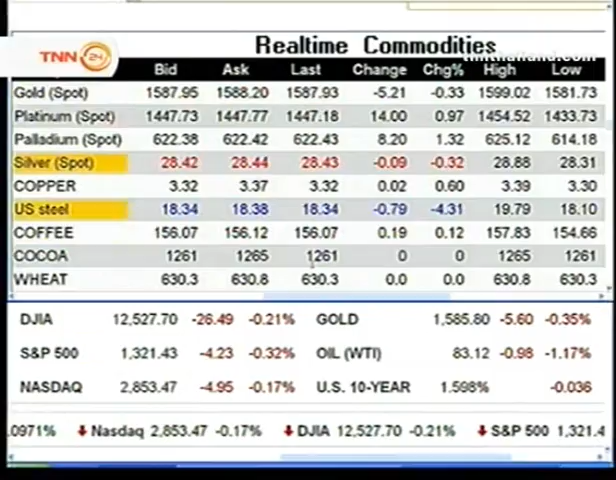 TNN 24
Realtime Commodities
Bid Ask Last Change Chg% High Low
Gold (Spot) 1587.95 1588.20 1587.93 -5.21 -0.33 1599.02 1581.73
Platinum (Spot) 1447.73 1447.77 1447.18 14.00 0.97 1454.52 1433.73
Palladium (Spot) 622.38 622.42 622.43 8.20 1.32 625.12 614.18
Silver (Spot) 28.42 28.44 28.43 -0.09 -0.32 28.88 28.31
COPPER 3.32 3.37 3.32 0.02 0.60 3.39 3.30
US steel 18.34 18.38 18.34 -0.79 -4.31 19.79 18.10
COFFEE 156.07 156.12 156.07 0.19 0.12 157.83 154.66
COCOA 1261 1265 1261 0 0 1265 1261
WHEAT 630.3 630.8 630.3 0.0 0.0 630.8 630.3
DJIA 12,527.70 -26.49 -0.21% GOLD 1,585.80 -5.60 -0.35%
S&P 500 1,321.43 -4.23 -0.32% OIL (WTI) 83.12 -0.98 -1.17%
NASDAQ 2,853.47 -4.95 -0.17% U.S. 10-YEAR 1.598% -0.036
.0971% Nasdaq 2,853.47 -0.17% DJIA 12,527.70 -0.21% S&P 500 1,321.4